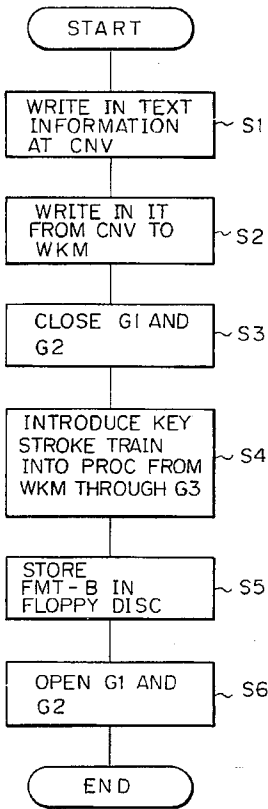 START
WRITE IN TEXT
INFORMATION
AT CNV
S1
WRITE IN IT
FROM CNV TO
WKM
S2
CLOSE G1 AND
G2
S3
INTRODUCE KEY
STROKE TRAIN
INTO PROC FROM
WKM THROUGH G3
S4
STORE
FMT-B IN
FLOPPY DISC
S5
OPEN G1 AND
G2
S6
END